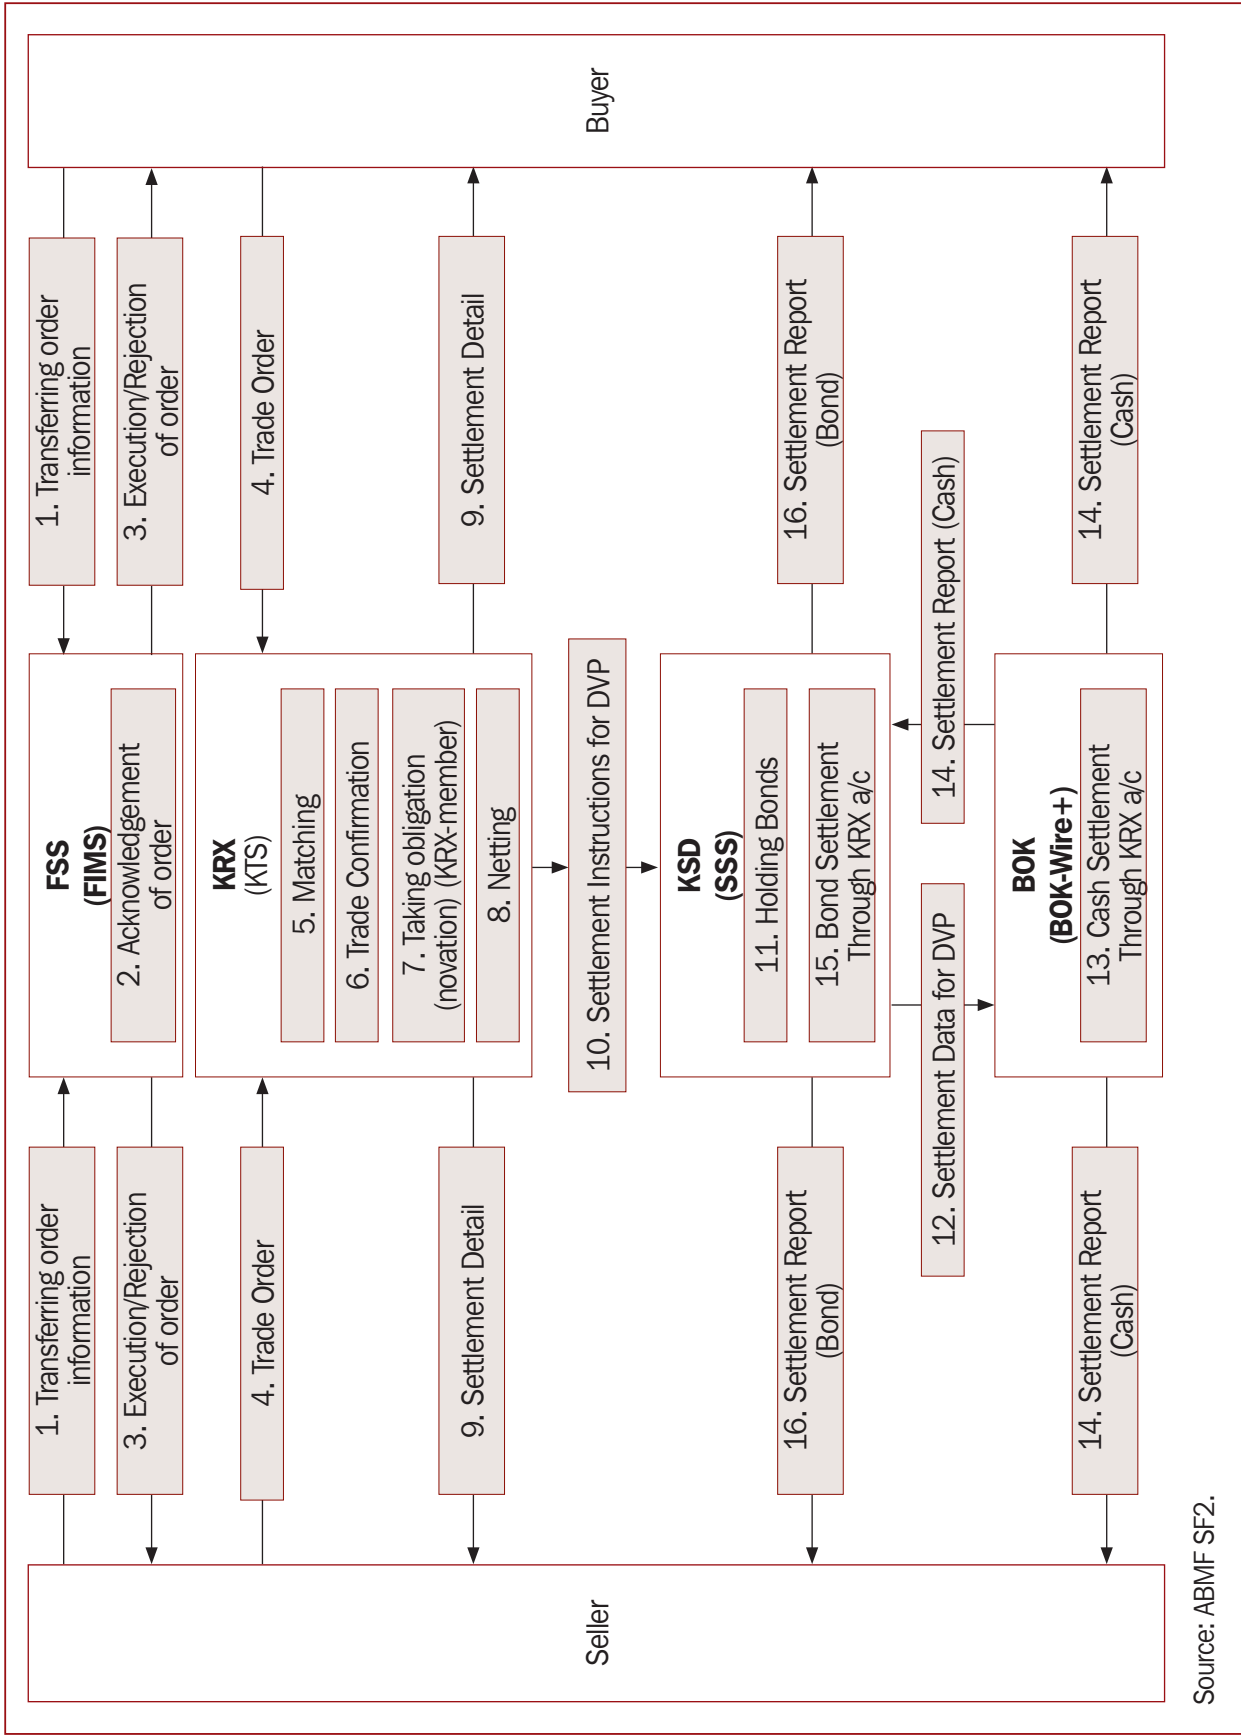 Seller
1. Transferring order
information
3. Execution/Rejection
of order
4. Trade Order
9. Settlement Detail
16. Settlement Report
(Bond)
14. Settlement Report
(Cash)
FSS
(FIMS)
2. Acknowledgement
of order
KRX
(KTS)
5. Matching
6. Trade Confirmation
7. Taking obligation
(novation) (KRX-member)
8. Netting
10. Settlement Instructions for DVP
KSD
(SSS)
11. Holding Bonds
15. Bond Settlement
Through KRX a/c
12. Settlement Data for DVP
14. Settlement Report (Cash)
BOK
(BOK-Wire+)
13. Cash Settlement
Through KRX a/c
1. Transferring order
information
3. Execution/Rejection
of order
4. Trade Order
9. Settlement Detail
16. Settlement Report
(Bond)
14. Settlement Report
(Cash)
Buyer
Source: ABMF SF2.